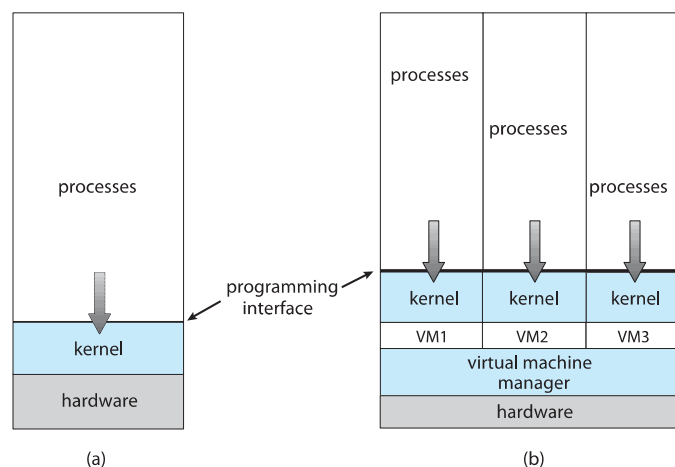 processes
programming
interface
kernel
hardware
(a)
processes
processes
processes
kernel
kernel
kernel
VM1
VM2
VM3
virtual machine
manager
hardware
(b)